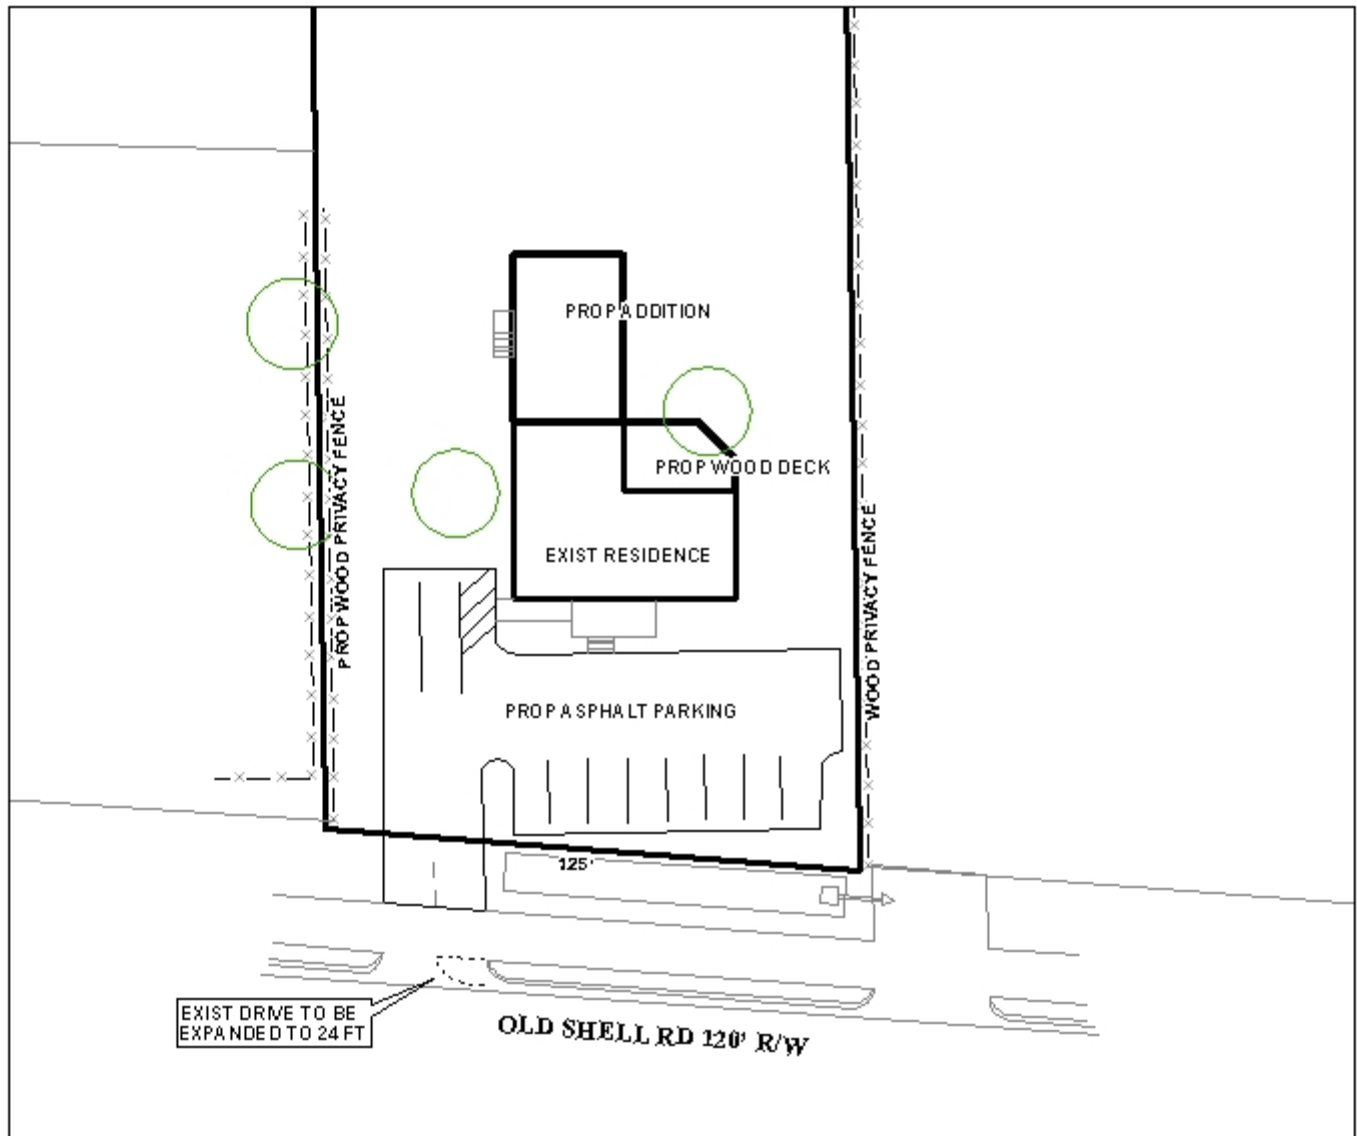 PROP ADDITION
PROP WOOD PRIVACY FENCE
PROP WOOD DECK
EXIST RESIDENCE
WOOD PRIVACY FENCE
PROP ASPHALT PARKING
125'
EXIST DRIVE TO BE
EXPANDED TO 24 FT
OLD SHELL RD 120' R/W